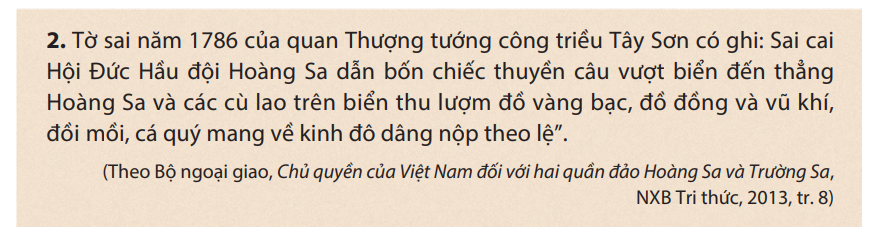 2. Tờ sai năm 1786 của quan Thượng tướng công triều Tây Sơn có ghi: Sai cai
Hội Đức Hầu đội Hoàng Sa dẫn bốn chiếc thuyền câu vượt biển đến thẳng
Hoàng Sa và các cù lao trên biển thu lượm đồ vàng bạc, đồ đồng và vũ khí,
đồi mồi, cá quý mang về kinh đô dâng nộp theo lệ”.
(Theo Bộ ngoại giao, Chủ quyền của Việt Nam đối với hai quần đảo Hoàng Sa và Trường Sa,
NXB Tri thức, 2013, tr. 8)